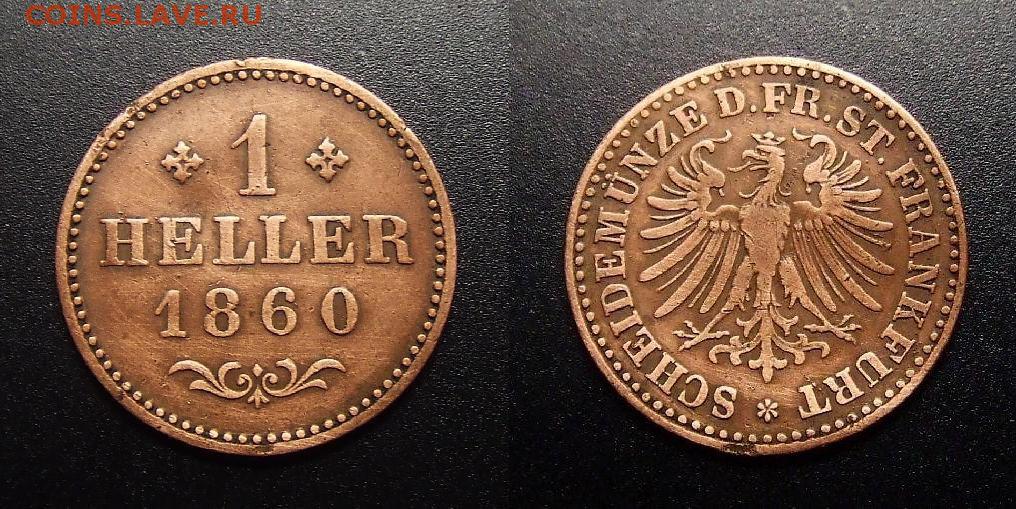 COINS.LAVE.RU
1
HELLER
1860
SCHEIDEMÜNZE D.FR.ST.FRANKFURT